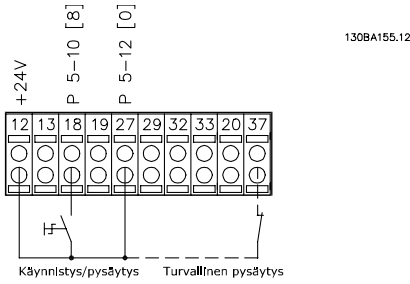 130BA155.12
+24V
P 5-10 [8]
P 5-12 [0]
12 13 18 19 27 29 32 33 20 37
Käynnistys/pysäytys
Turvallinen pysäytys